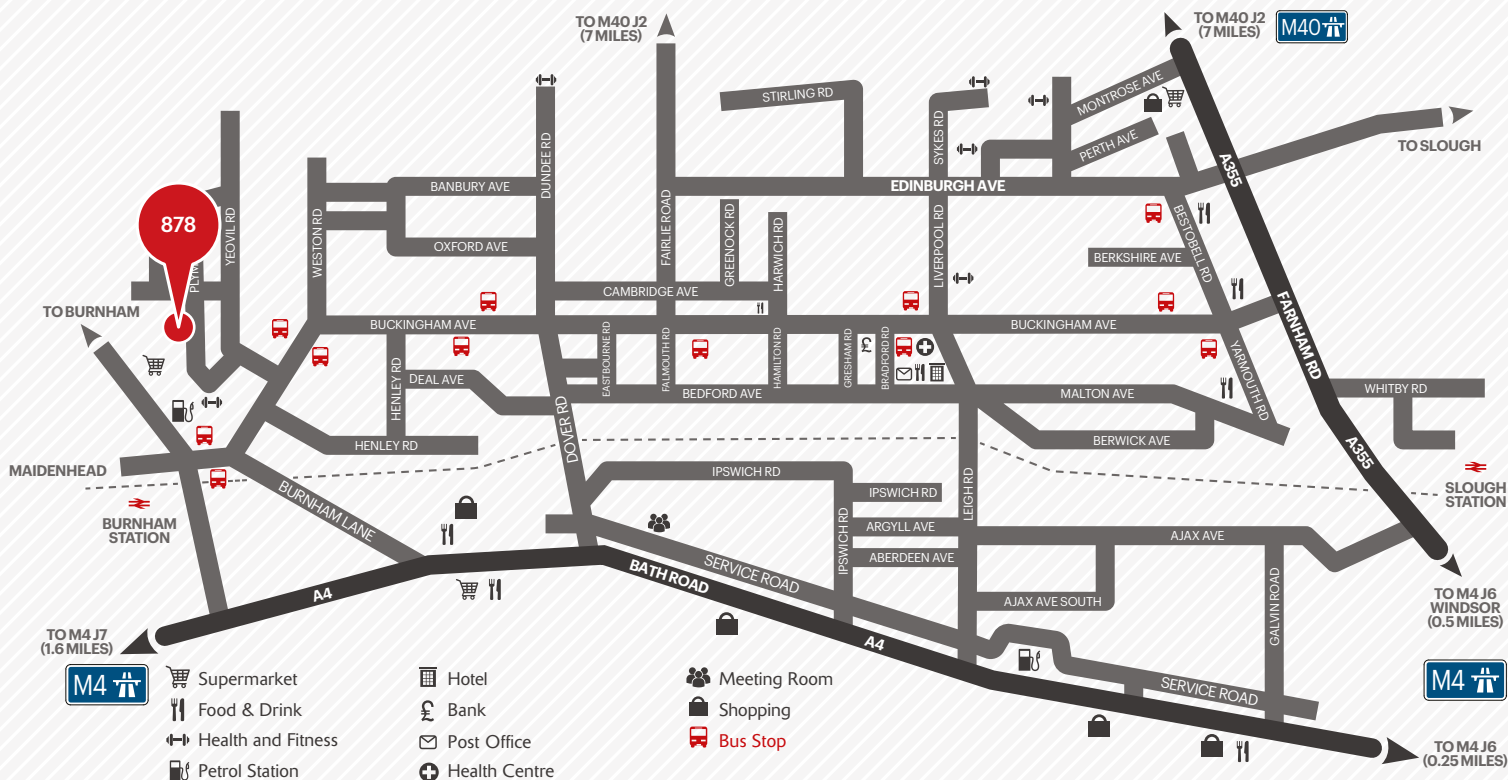 TO M40 J2
(7 MILES)
TO M40 J2
(7 MILES)
M40
STIRLING RD
MONTROSE AVE
PERTH AVE
SYKES RD
TO SLOUGH
A355
DUNDEE RD
BANBURY AVE
EDINBURGH AVE
YEOVIL RD
878
WESTON RD
OXFORD AVE
FAIRLIE ROAD
GREENOCK RD
HARWICH RD
LIVERPOOL RD
BESTOBELL RD
BERKSHIRE AVE
PLYM
CAMBRIDGE AVE
TO BURNHAM
BUCKINGHAM AVE
BUCKINGHAM AVE
FARNHAM RD
EASTBOURNE RD
FALMOUTH RD
HAMILTON RD
GRESHAM RD
£
BRADFORD RD
YARMOUTH RD
HENLEY RD
DEAL AVE
BEDFORD AVE
MALTON AVE
WHITBY RD
HENLEY RD
DOVER RD
BERWICK AVE
A355
MAIDENHEAD
IPSWICH RD
IPSWICH RD
LEIGH RD
SLOUGH
STATION
BURNHAM
STATION
BURNHAM LANE
IPSWICH RD
ARGYLL AVE
AJAX AVE
ABERDEEN AVE
SERVICE ROAD
BATH ROAD
A4
AJAX AVE SOUTH
GALVIN ROAD
TO M4 J6
WINDSOR
(0.5 MILES)
TO M4 J7
(1.6 MILES)
A4
M4
M4
SERVICE ROAD
TO M4 J6
(0.25 MILES)
Supermarket
Food & Drink
Health and Fitness
Petrol Station
Hotel
£ Bank
Post Office
Health Centre
Meeting Room
Shopping
Bus Stop